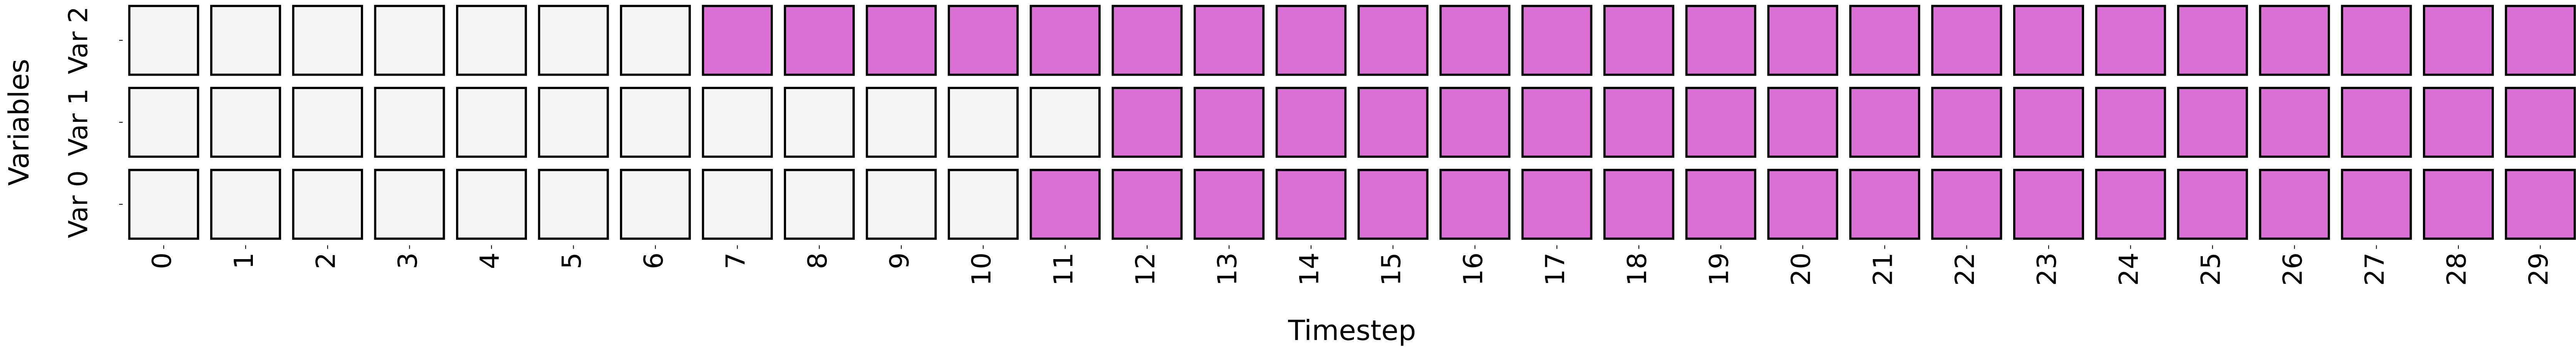 Variables
Var 2
Var 1
Var 0
0 1 2 3 4 5 6 7 8 9 10 11 12 13 14 15 16 17 18 19 20 21 22 23 24 25 26 27 28 29
Timestep